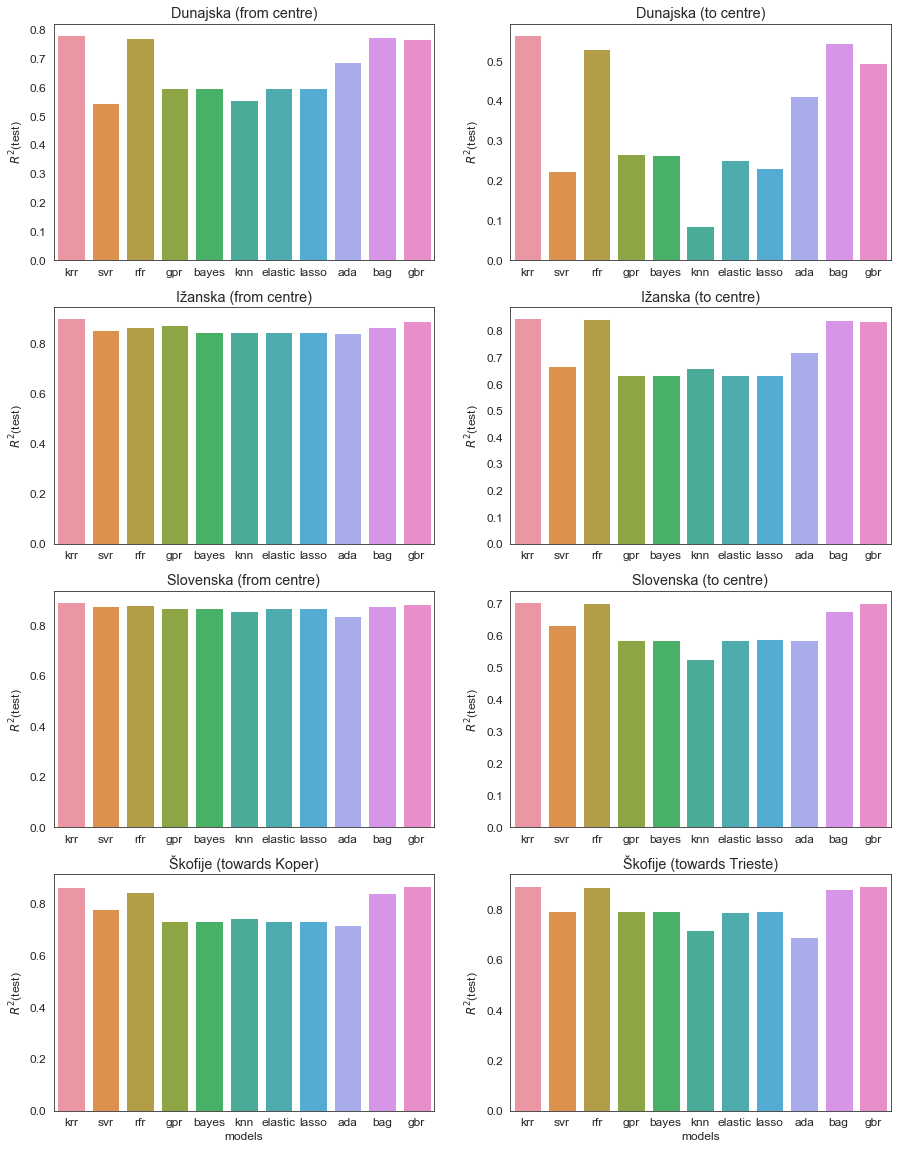 Dunajska (from centre)
R²(test)
0.8
0.7
0.6
0.5
0.4
0.3
0.2
0.1
0.0
krr svr rfr gpr bayes knn elastic lasso ada bag gbr
Dunajska (to centre)
R²(test)
0.5
0.4
0.3
0.2
0.1
0.0
krr svr rfr gpr bayes knn elastic lasso ada bag gbr
Ižanska (from centre)
R²(test)
0.8
0.6
0.4
0.2
0.0
krr svr rfr gpr bayes knn elastic lasso ada bag gbr
Ižanska (to centre)
R²(test)
0.8
0.7
0.6
0.5
0.4
0.3
0.2
0.1
0.0
krr svr rfr gpr bayes knn elastic lasso ada bag gbr
Slovenska (from centre)
R²(test)
0.8
0.6
0.4
0.2
0.0
krr svr rfr gpr bayes knn elastic lasso ada bag gbr
Slovenska (to centre)
R²(test)
0.7
0.6
0.5
0.4
0.3
0.2
0.1
0.0
krr svr rfr gpr bayes knn elastic lasso ada bag gbr
Škofije (towards Koper)
R²(test)
0.8
0.6
0.4
0.2
0.0
krr svr rfr gpr bayes knn elastic lasso ada bag gbr
models
Škofije (towards Trieste)
R²(test)
0.8
0.6
0.4
0.2
0.0
krr svr rfr gpr bayes knn elastic lasso ada bag gbr
models